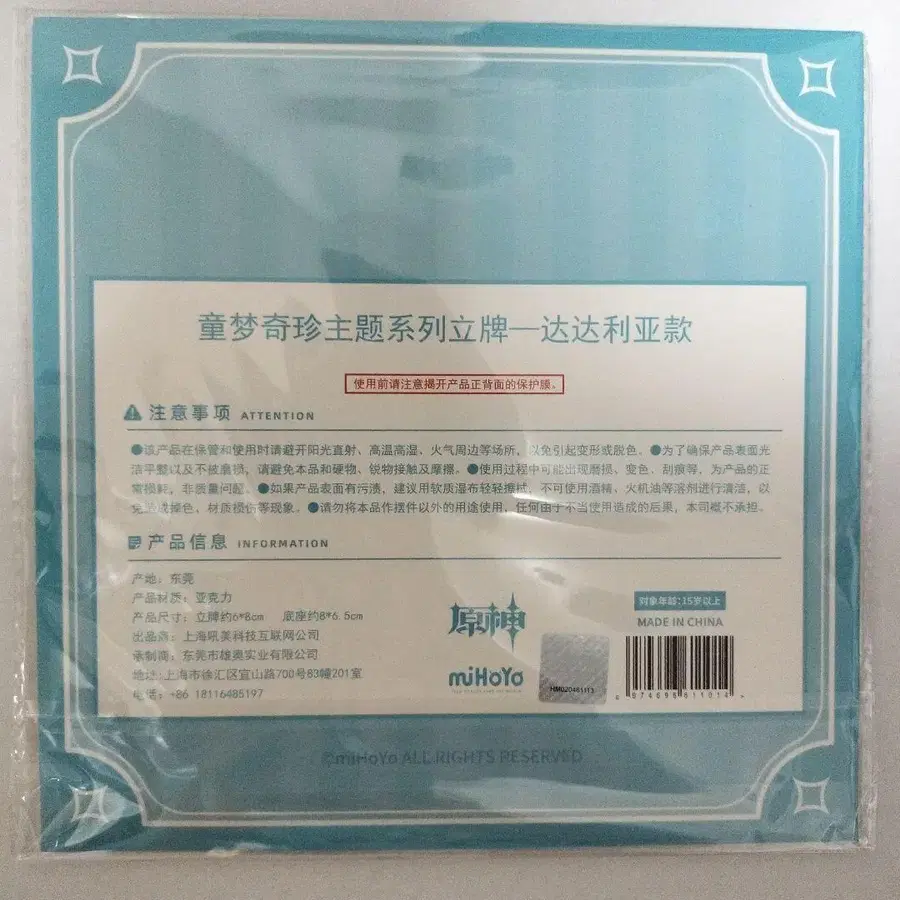 童梦奇珍主题系列立牌—达达利亚款
使用前请注意揭开产品正背面的保护膜。
注意事项 ATTENTION
●该产品在保管和使用时请避开阳光直射、高温高湿、火气周边等场所，以免引起变形或脱色。●为了确保产品表面光
洁平整以及不被磨损，请避免本品和硬物、锐物接触及摩擦。●使用过程中可能出现磨损、变色、刮痕等，为产品的正
常损耗，非质量问题。●如果产品表面有污渍，建议用软质湿布轻轻擦拭，不可使用酒精、火机油等溶剂进行清洁，以
免造成掉色，材质损伤等现象。●请勿将本品作摆件以外的用途使用，任何由于不当使用造成的后果，本司概不承担。
产品信息 INFORMATION
产地：东莞
产品材质：亚克力
产品尺寸：立牌约6*8cm 底座约8*6.5cm
出品商：上海吼美科技互联网公司
承制商：东莞市雄奥实业有限公司
地址：上海市徐汇区宜山路700号83幢201室
电话：+86 18116485197
原神
miHoYo
HM020461113
对象年龄：15岁以上
MADE IN CHINA
6 974696 611014
©miHoYo ALL RIGHTS RESERVED